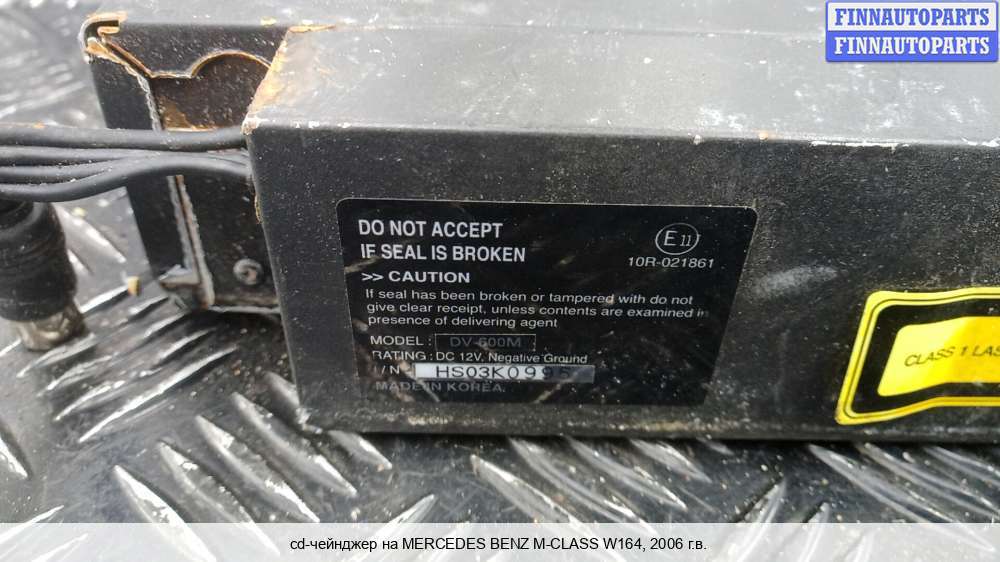 FINNAUTOPARTS
FINNAUTOPARTS
DO NOT ACCEPT
IF SEAL IS BROKEN
E 11
10R-021861
>> CAUTION
If seal has been broken or tampered with do not
give clear receipt, unless contents are examined in
presence of delivering agent
MODEL : DV-600M
RATING : DC 12V, Negative Ground
/N HS03K0995
MADE IN KOREA.
CLASS 1 LAS
cd-чейнджер на MERCEDES BENZ M-CLASS W164, 2006 г.в.